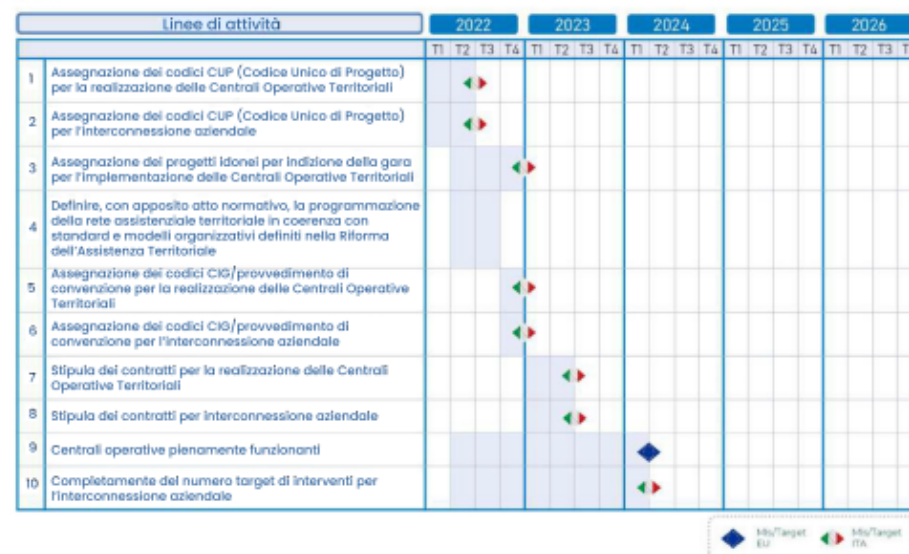 Linee di attività 2022 2023 2024 2025 2026
T1 T2 T3 T4 T1 T2 T3 T4 T1 T2 T3 T4 T1 T2 T3 T4 T1 T2 T3
1 Assegnazione dei codici CUP (Codice Unico di Progetto)
per la realizzazione delle Centrali Operative Territoriali
2 Assegnazione dei codici CUP (Codice Unico di Progetto)
per l'interconnessione aziendale
3 Assegnazione dei progetti idonei per indizione della gara
per l'implementazione delle Centrali Operative Territoriali
4 Definire, con apposito atto normativo, la programmazione
della rete assistenziale territoriale in coerenza con
standard e modelli organizzativi definiti nella Riforma
dell'Assistenza Territoriale
5 Assegnazione dei codici CIG/provvedimento di
convenzione per la realizzazione delle Centrali Operative
Territoriali
6 Assegnazione dei codici CIG/provvedimento di
convenzione per l'interconnessione aziendale
7 Stipula dei contratti per la realizzazione delle Centrali
Operative Territoriali
8 Stipula dei contratti per interconnessione aziendale
9 Centrali operative pienamente funzionanti
10 Completamente del numero target di interventi per
l'interconnessione aziendale
Mls/Target
EU
Mls/Target
ITA